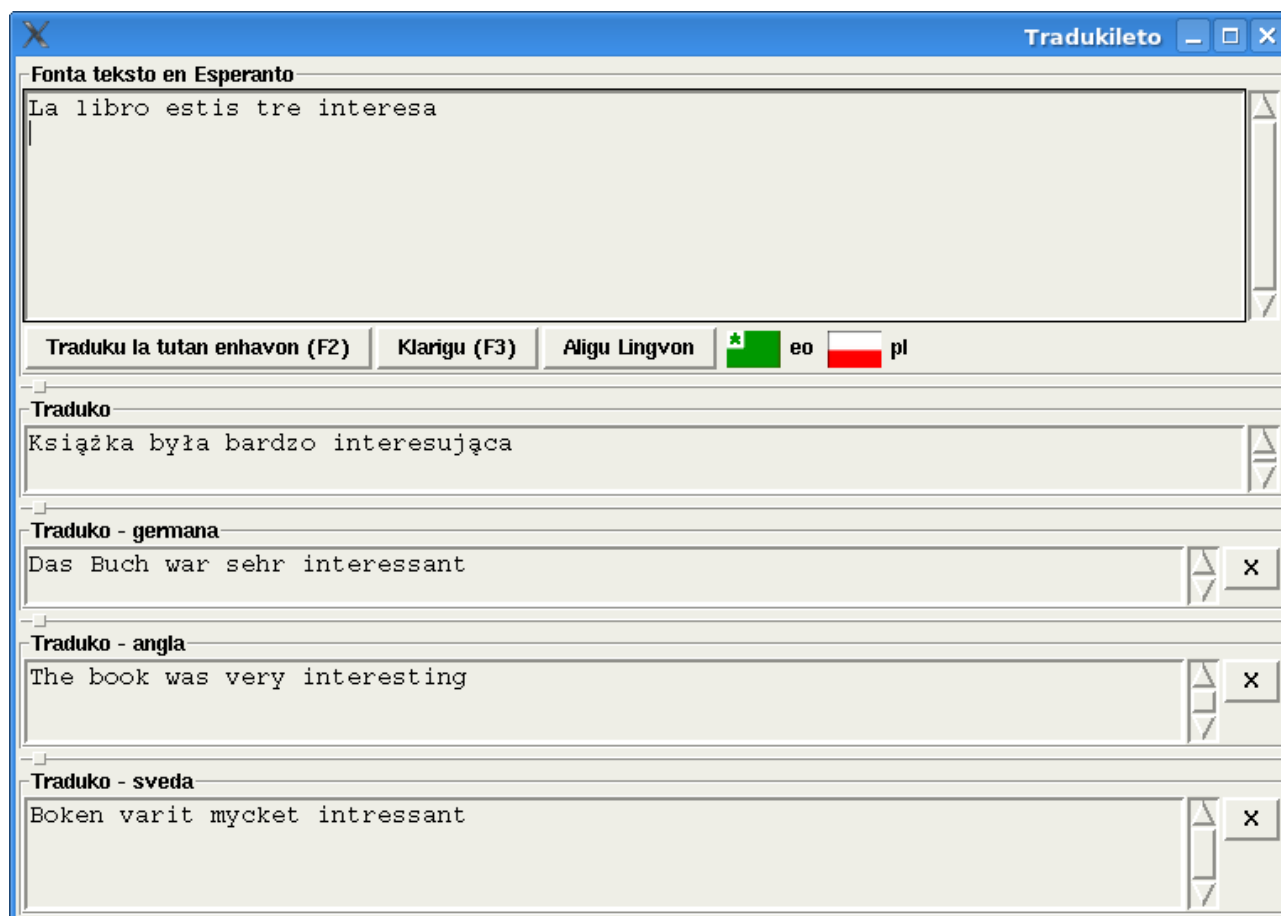 Tradukileto
Fonta teksto en Esperanto
La libro estis tre interesa
Traduku la tutan enhavon (F2) Klarigu (F3) Aligu Lingvon eo pl
Traduko
Książka była bardzo interesująca
Traduko - germana
Das Buch war sehr interessant
x
Traduko - angla
The book was very interesting
x
Traduko - sveda
Boken varit mycket intressant
x